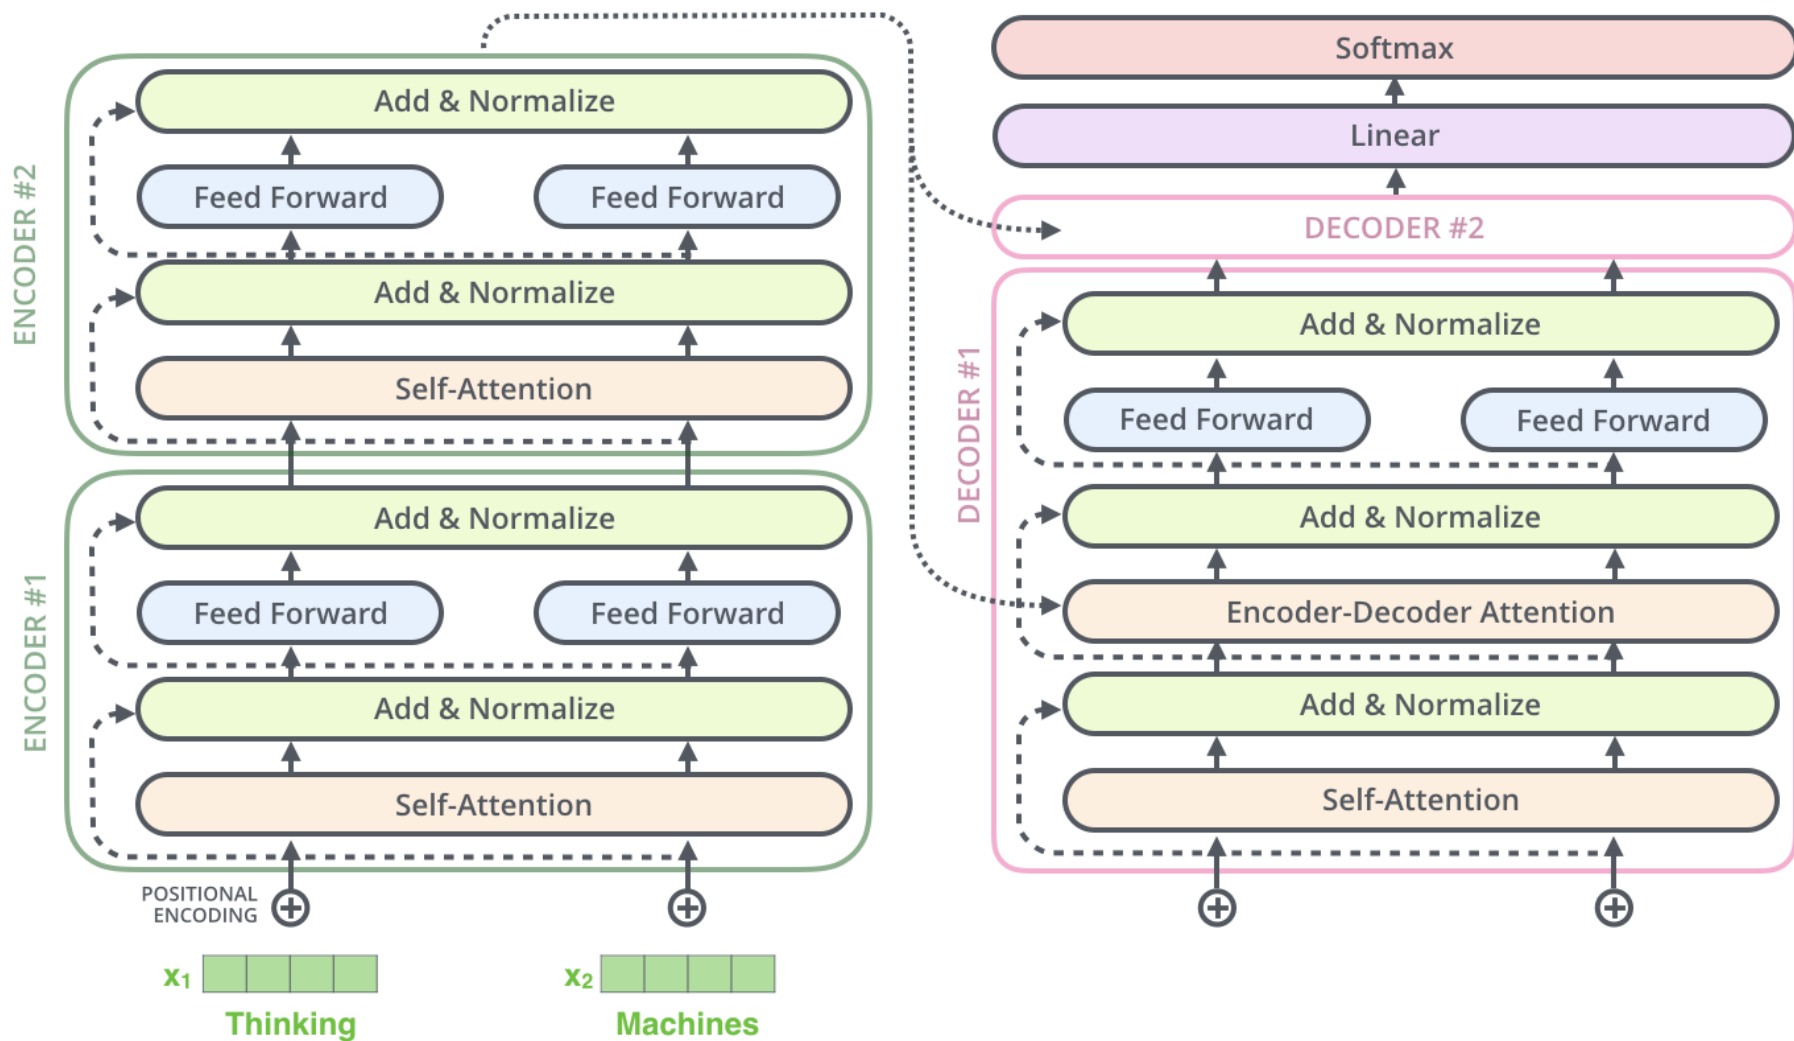 ENCODER #2
Add & Normalize
Feed Forward
Feed Forward
Add & Normalize
Self-Attention
ENCODER #1
Add & Normalize
Feed Forward
Feed Forward
Add & Normalize
Self-Attention
POSITIONAL
ENCODING
x₁
x₂
Thinking
Machines
Softmax
Linear
DECODER #2
DECODER #1
Add & Normalize
Feed Forward
Feed Forward
Add & Normalize
Encoder-Decoder Attention
Add & Normalize
Self-Attention